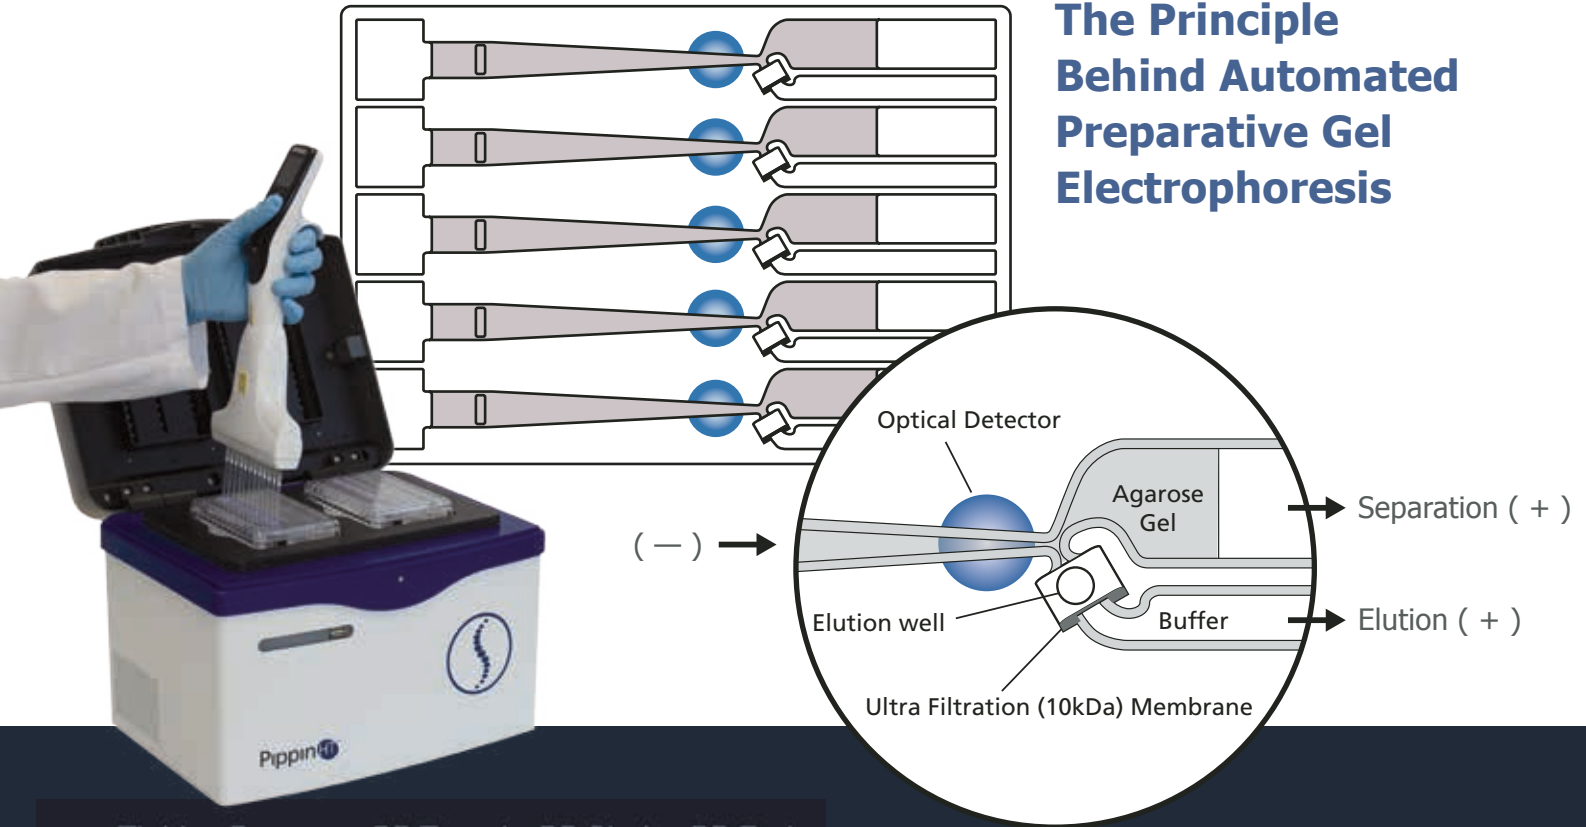 The Principle
Behind Automated
Preparative Gel
Electrophoresis
Optical Detector
Agarose
Gel
Separation ( + )
( — )
Elution well
Buffer
Elution ( + )
Ultra Filtration (10kDa) Membrane
PippinHT